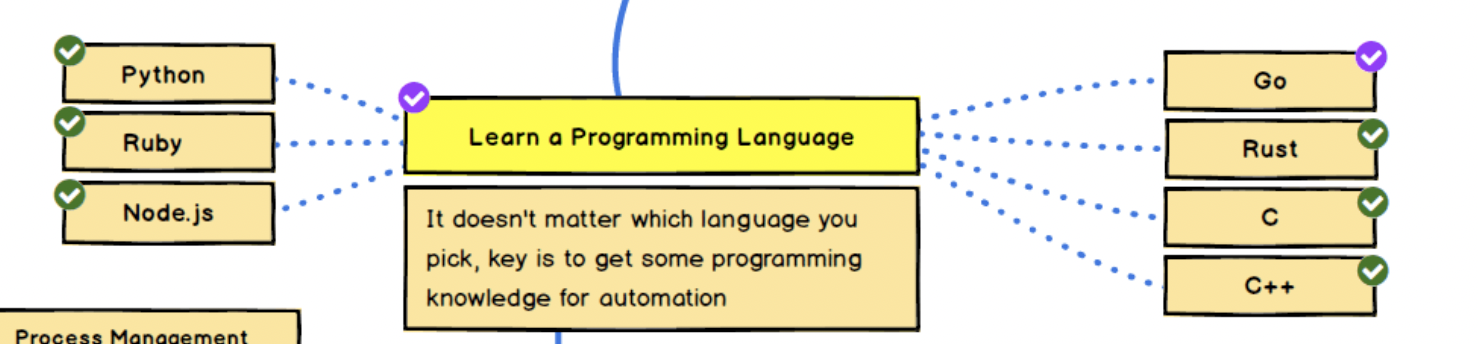 Python
Ruby
Node.js
Learn a Programming Language
It doesn't matter which language you
pick, key is to get some programming
knowledge for automation
Go
Rust
C
C++
Process Management